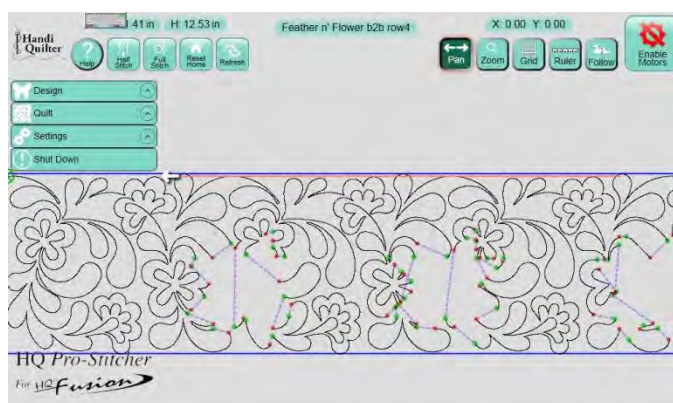 Handi
Quilter
41 in H: 12.53 in
Feather n' Flower b2b row4
X: 0.00 Y: 0.00
Help
Half
Stitch
Full
Stitch
Reset
Home
Refresh
Pan
Zoom
Grid
Ruler
Follow
Enable
Motors
Design
Quilt
Settings
Shut Down
HQ Pro-Stitcher
For HQ Fusion